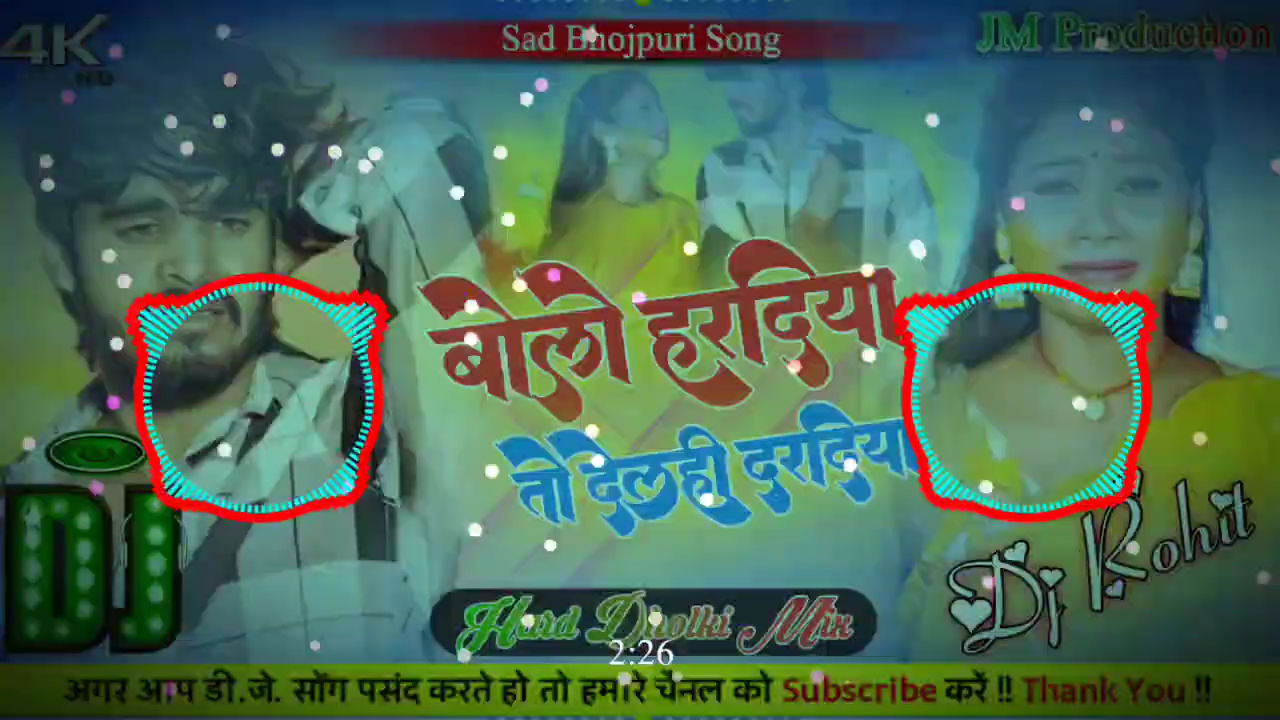 Sad Bhojpuri Song
JM Production
4K
HD
बोलो हरदिया
तो देलही दरदिया
DJ
Dj Rohit
Hard Dholki Mix
2:26
अगर आप डी.जे. सोंग पसंद करते हो तो हमारे चैनल को Subscribe करें !! Thank You !!